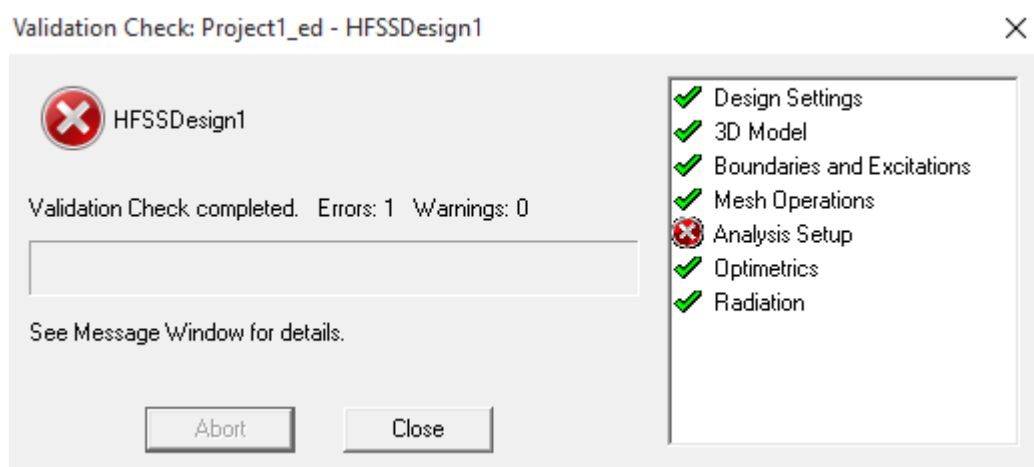 Validation Check: Project1_ed - HFSSDesign1
HFSSDesign1
Validation Check completed. Errors: 1 Warnings: 0
See Message Window for details.
Abort
Close
Design Settings
3D Model
Boundaries and Excitations
Mesh Operations
Analysis Setup
Optimetrics
Radiation